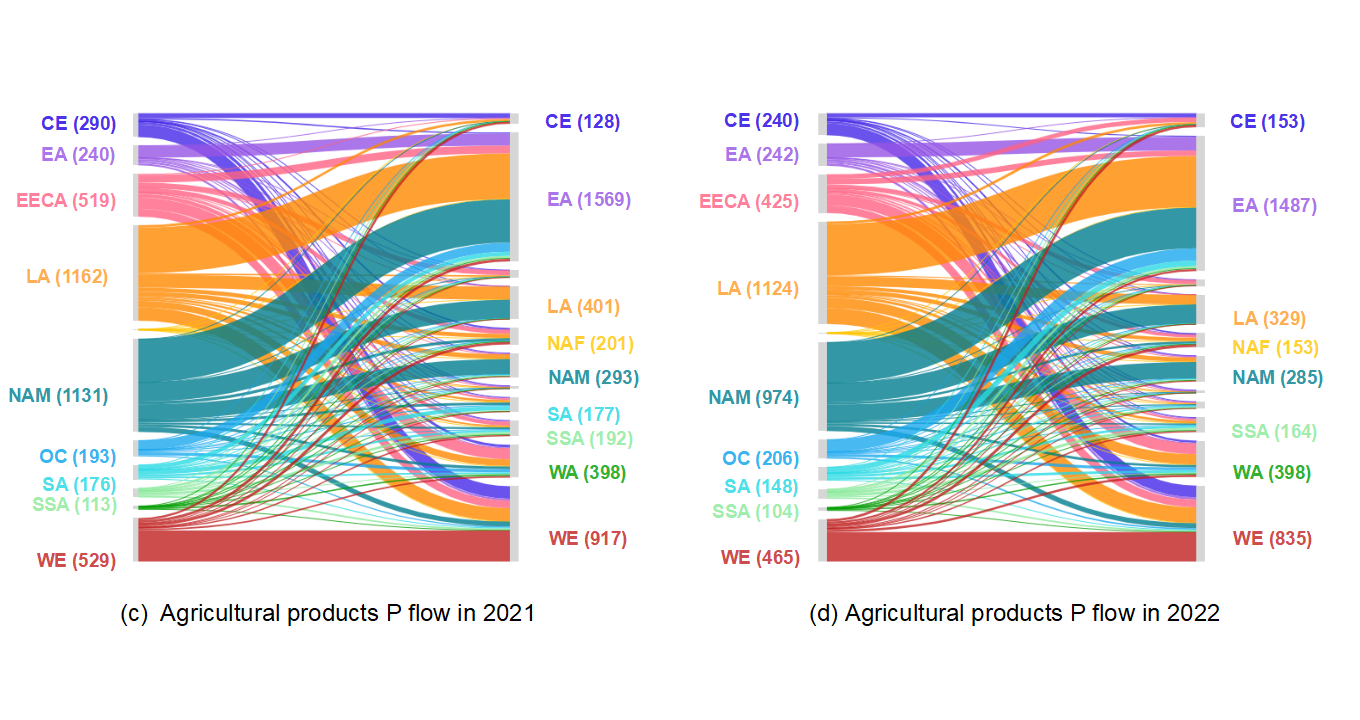 CE (290)
EA (240)
EECA (519)
LA (1162)
NAM (1131)
OC (193)
SA (176)
SSA (113)
WE (529)
CE (128)
EA (1569)
LA (401)
NAF (201)
NAM (293)
SA (177)
SSA (192)
WA (398)
WE (917)
(c) Agricultural products P flow in 2021
CE (240)
EA (242)
EECA (425)
LA (1124)
NAM (974)
OC (206)
SA (148)
SSA (104)
WE (465)
CE (153)
EA (1487)
LA (329)
NAF (153)
NAM (285)
SSA (164)
WA (398)
WE (835)
(d) Agricultural products P flow in 2022